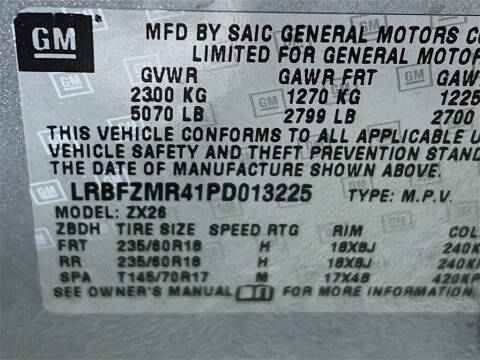 GM
MFD BY SAIC GENERAL MOTORS CO
LIMITED FOR GENERAL MOTOR
GVWR GAWR FRT GAW
2300 KG 1270 KG 1225
5070 LB 2799 LB 2700
THIS VEHICLE CONFORMS TO ALL APPLICABLE U
AND THEFT PREVENTION STAND
THE DATE OF MANUFACTURE SHOWN ABOVE.
LRBFZMR41PD013225 TYPE: M.P.V.
MODEL: ZX26
ZBDH TIRE SIZE SPEED RTG RIM COL
FRT 235/60R18 H 18X8J 240K
RR 235/60R18 H 18X8J 240K
SPA T145/70R17 M 17X4B 420KP
SEE OWNER'S MANUAL FOR MORE INFORMATION